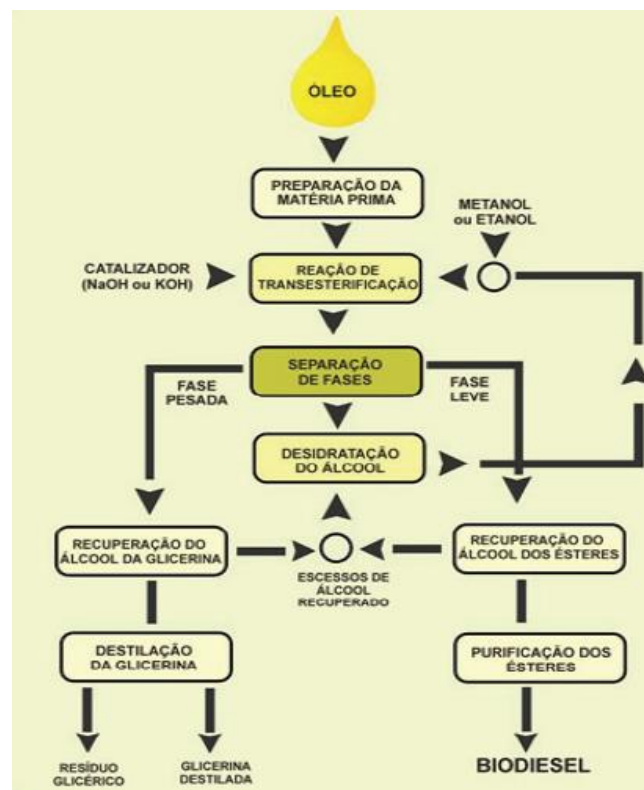 ÓLEO
PREPARAÇÃO DA
MATÉRIA PRIMA
METANOL
ou ETANOL
CATALIZADOR
(NaOH ou KOH)
REAÇÃO DE
TRANSESTERIFICAÇÃO
SEPARAÇÃO
DE FASES
FASE
PESADA
FASE
LEVE
DESIDRATAÇÃO
DO ÁLCOOL
RECUPERAÇÃO DO
ÁLCOOL DA GLICERINA
ESCESSOS DE
ÁLCOOL
RECUPERADO
RECUPERAÇÃO DO
ÁLCOOL DOS ÉSTERES
DESTILAÇÃO
DA GLICERINA
PURIFICAÇÃO DOS
ÉSTERES
RESÍDUO
GLICÉRICO
GLICERINA
DESTILADA
BIODIESEL